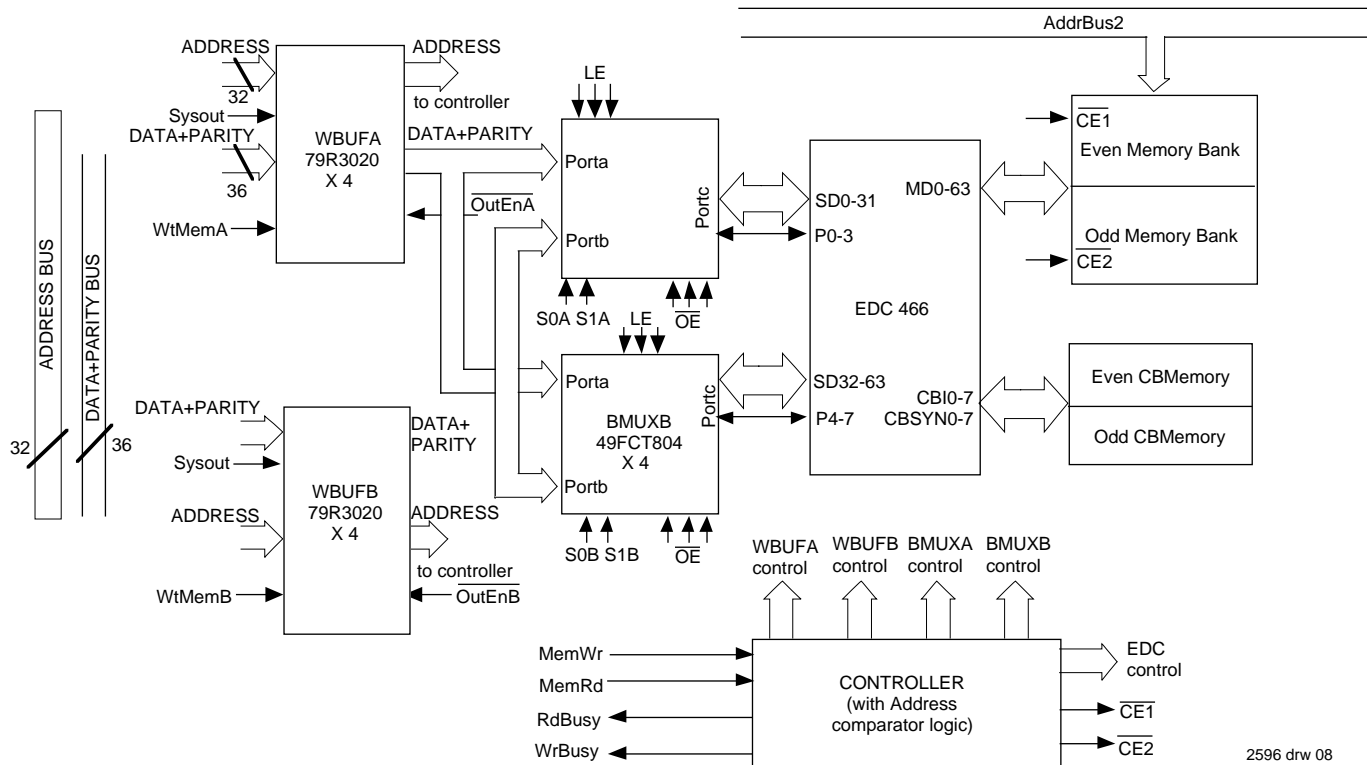 AddrBus2
ADDRESS
32
Sysout
DATA+PARITY
36
WtMemA
WBUFA
79R3020
X 4
ADDRESS
to controller
DATA+PARITY
OutEnA
LE
Porta
Portb
Portc
S0A S1A
OE
LE
Porta
Portb
Portc
BMUXB
49FCT804
X 4
S0B S1B
OE
SD0-31
P0-3
MD0-63
EDC 466
SD32-63
P4-7
CBI0-7
CBSYN0-7
CE1
Even Memory Bank
Odd Memory Bank
CE2
Even CBMemory
Odd CBMemory
ADDRESS BUS
32
DATA+PARITY BUS
36
DATA+PARITY
Sysout
ADDRESS
WtMemB
WBUFB
79R3020
X 4
DATA+
PARITY
ADDRESS
to controller
OutEnB
WBUFA
control
WBUFB
control
BMUXA
control
BMUXB
control
MemWr
MemRd
RdBusy
WrBusy
CONTROLLER
(with Address
comparator logic)
EDC
control
CE1
CE2
2596 drw 08